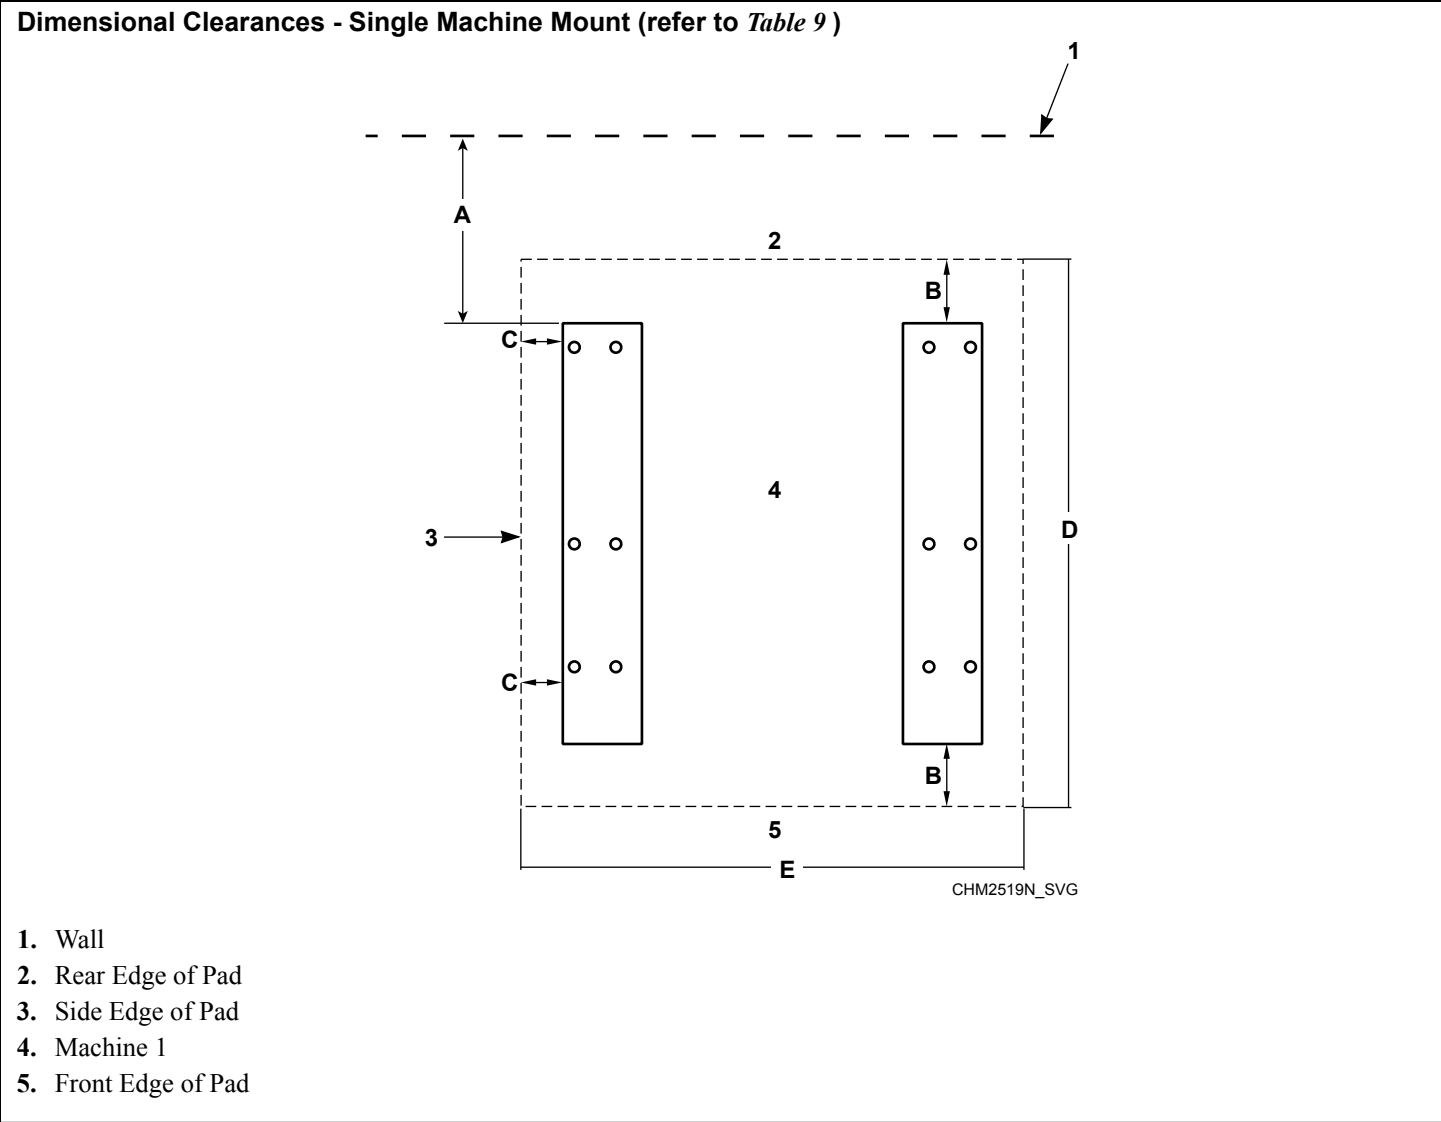 Dimensional Clearances - Single Machine Mount (refer to Table 9 )
1
A
2
B
C
4
3
D
C
B
5
E
CHM2519N_SVG
1. Wall
2. Rear Edge of Pad
3. Side Edge of Pad
4. Machine 1
5. Front Edge of Pad